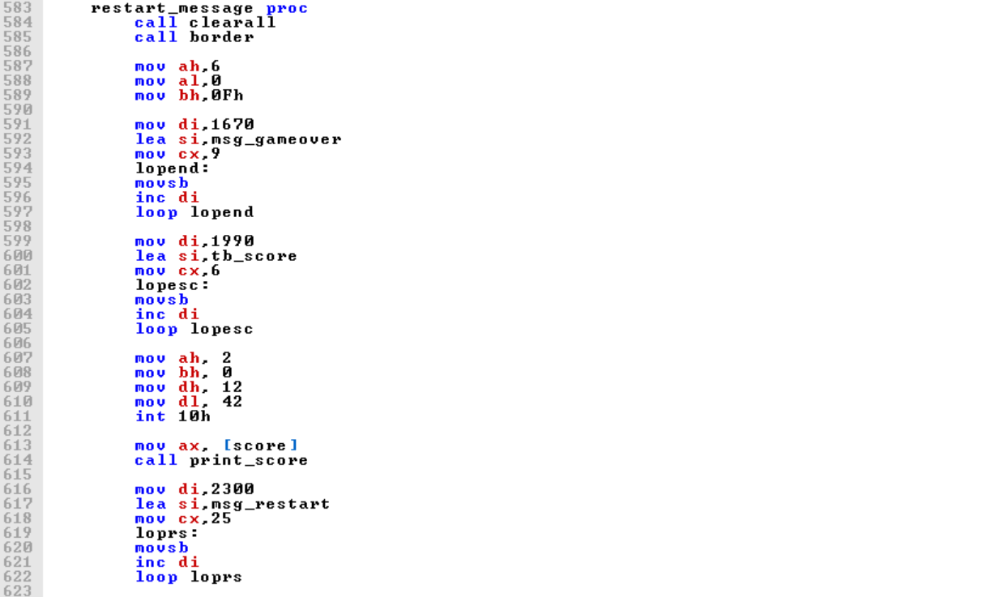 583 restart_message proc
584 call clearall
585 call border
586
587 mov ah,6
588 mov al,0
589 mov bh,0Fh
590
591 mov di,1670
592 lea si,msg_gameover
593 mov cx,9
594 lopend:
595 movsb
596 inc di
597 loop lopend
598
599 mov di,1990
600 lea si,tb_score
601 mov cx,6
602 lopesc:
603 movsb
604 inc di
605 loop lopesc
606
607 mov ah, 2
608 mov bh, 0
609 mov dh, 12
610 mov dl, 42
611 int 10h
612
613 mov ax, [score]
614 call print_score
615
616 mov di,2300
617 lea si,msg_restart
618 mov cx,25
619 loprs:
620 movsb
621 inc di
622 loop loprs
623